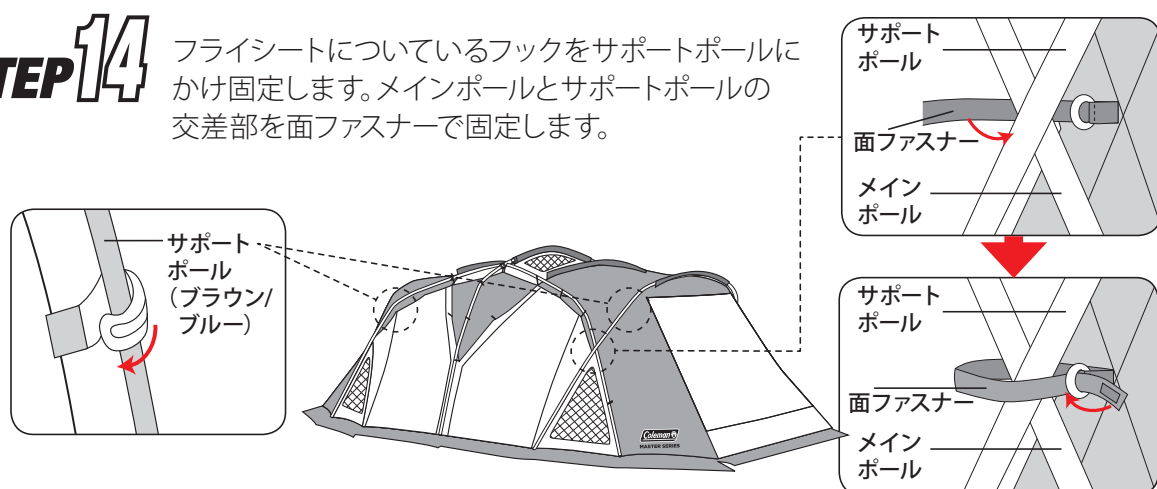 TEP14
フライシートについているフックをサポートポールに
かけ固定します。メインポールとサポートポールの
交差部を面ファスナーで固定します。
サポート
ポール
（ブラウン/
ブルー）
Coleman
MASTER SERIES
サポート
ポール
面ファスナー
メイン
ポール
サポート
ポール
面ファスナー
メイン
ポール